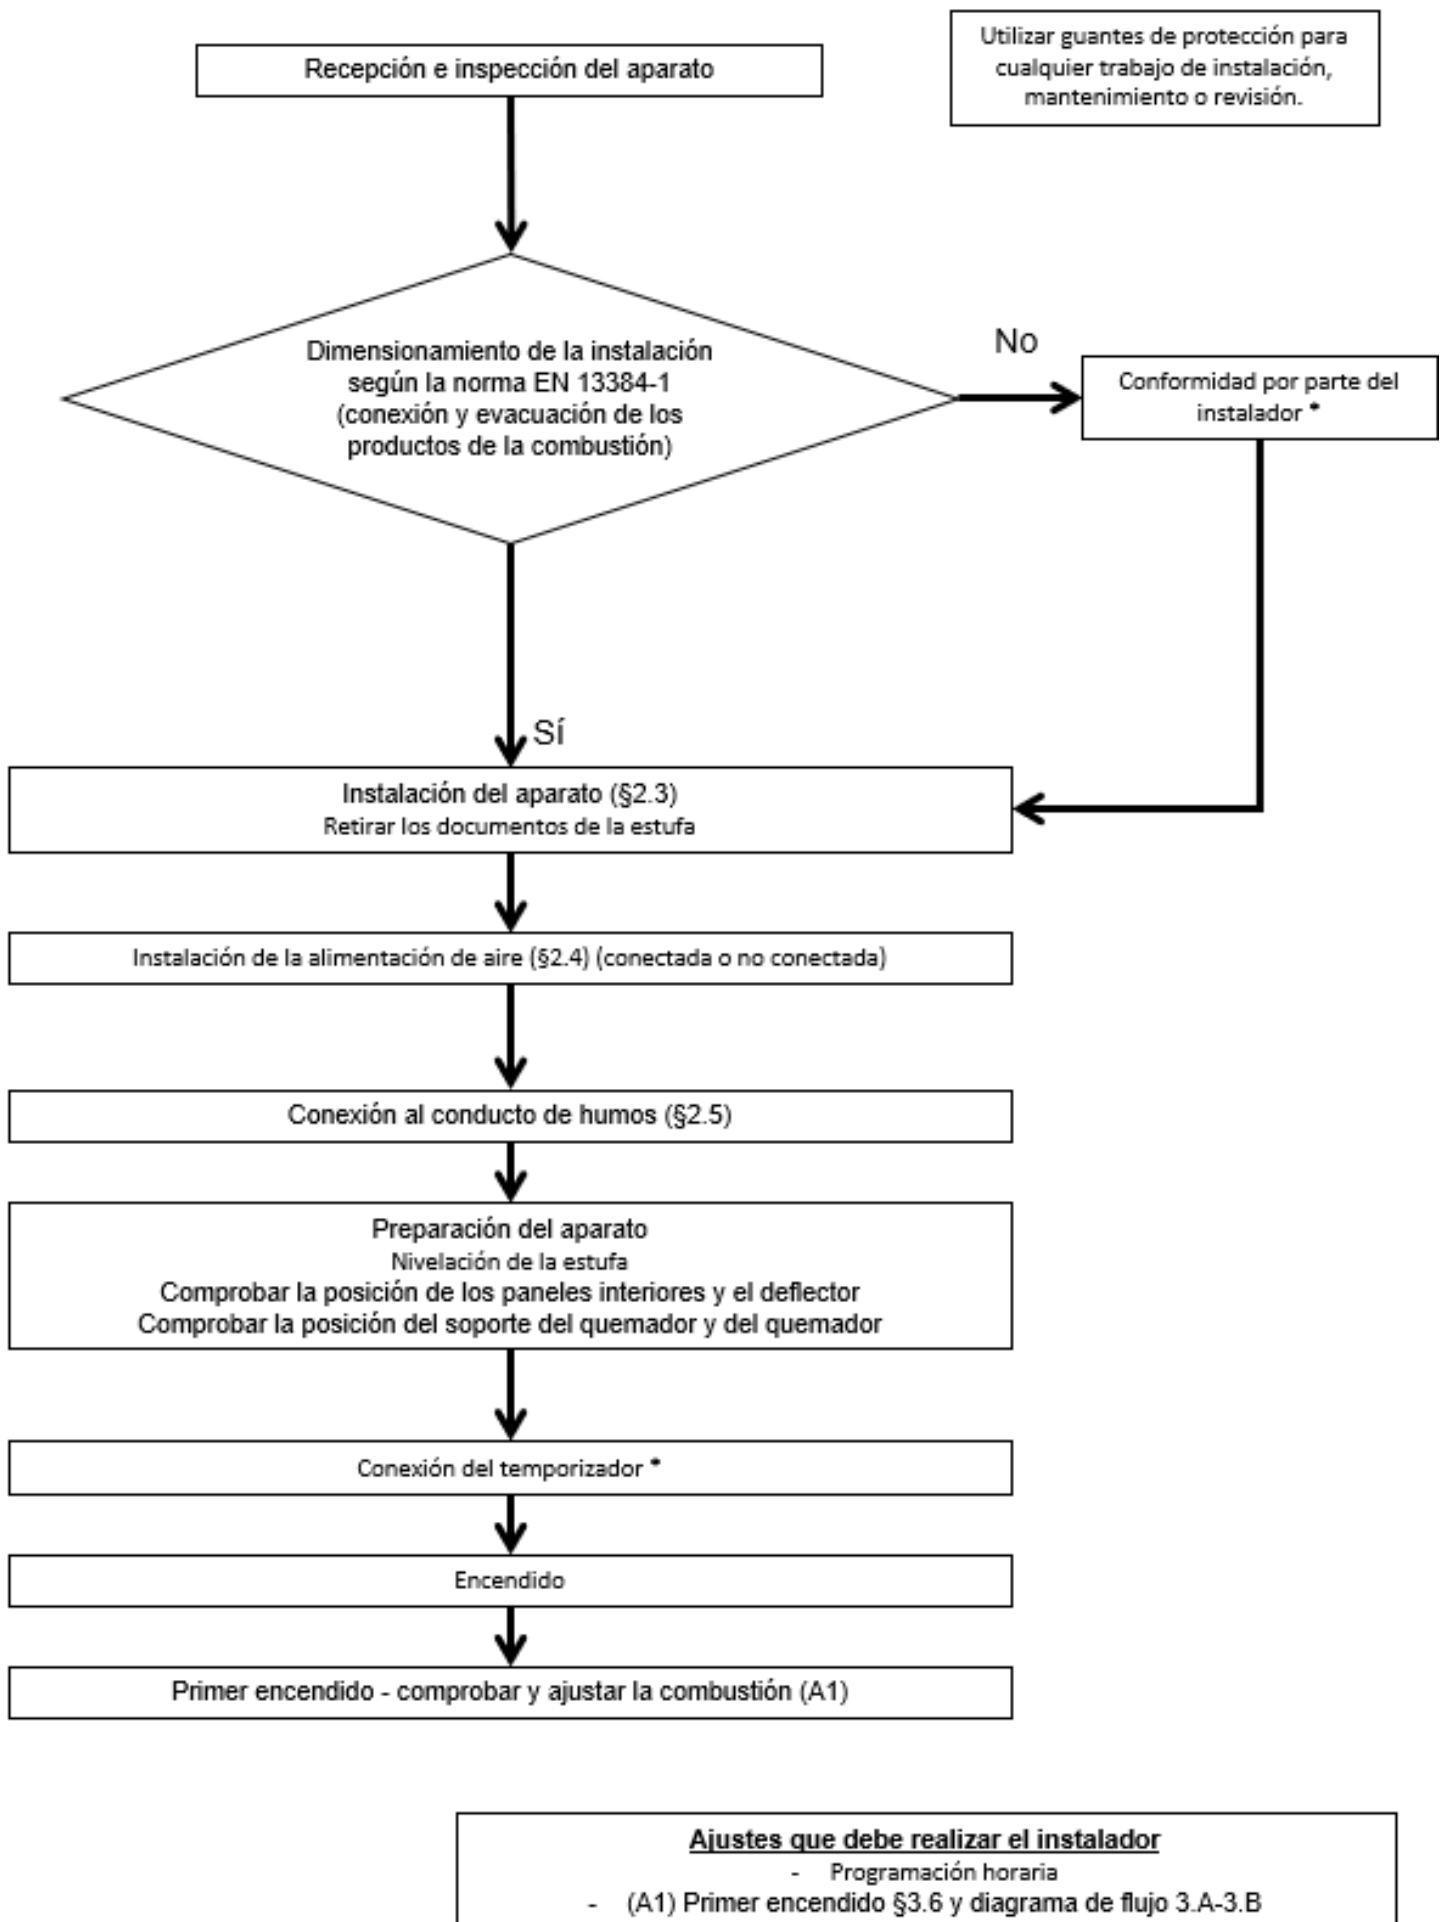 Recepción e inspección del aparato
Utilizar guantes de protección para
cualquier trabajo de instalación,
mantenimiento o revisión.
Dimensionamiento de la instalación
según la norma EN 13384-1
(conexión y evacuación de los
productos de la combustión)
No
Conformidad por parte del
instalador *
Sí
Instalación del aparato (§2.3)
Retirar los documentos de la estufa
Instalación de la alimentación de aire (§2.4) (conectada o no conectada)
Conexión al conducto de humos (§2.5)
Preparación del aparato
Nivelación de la estufa
Comprobar la posición de los paneles interiores y el deflector
Comprobar la posición del soporte del quemador y del quemador
Conexión del temporizador *
Encendido
Primer encendido - comprobar y ajustar la combustión (A1)
Ajustes que debe realizar el instalador
- Programación horaria
- (A1) Primer encendido §3.6 y diagrama de flujo 3.A-3.B